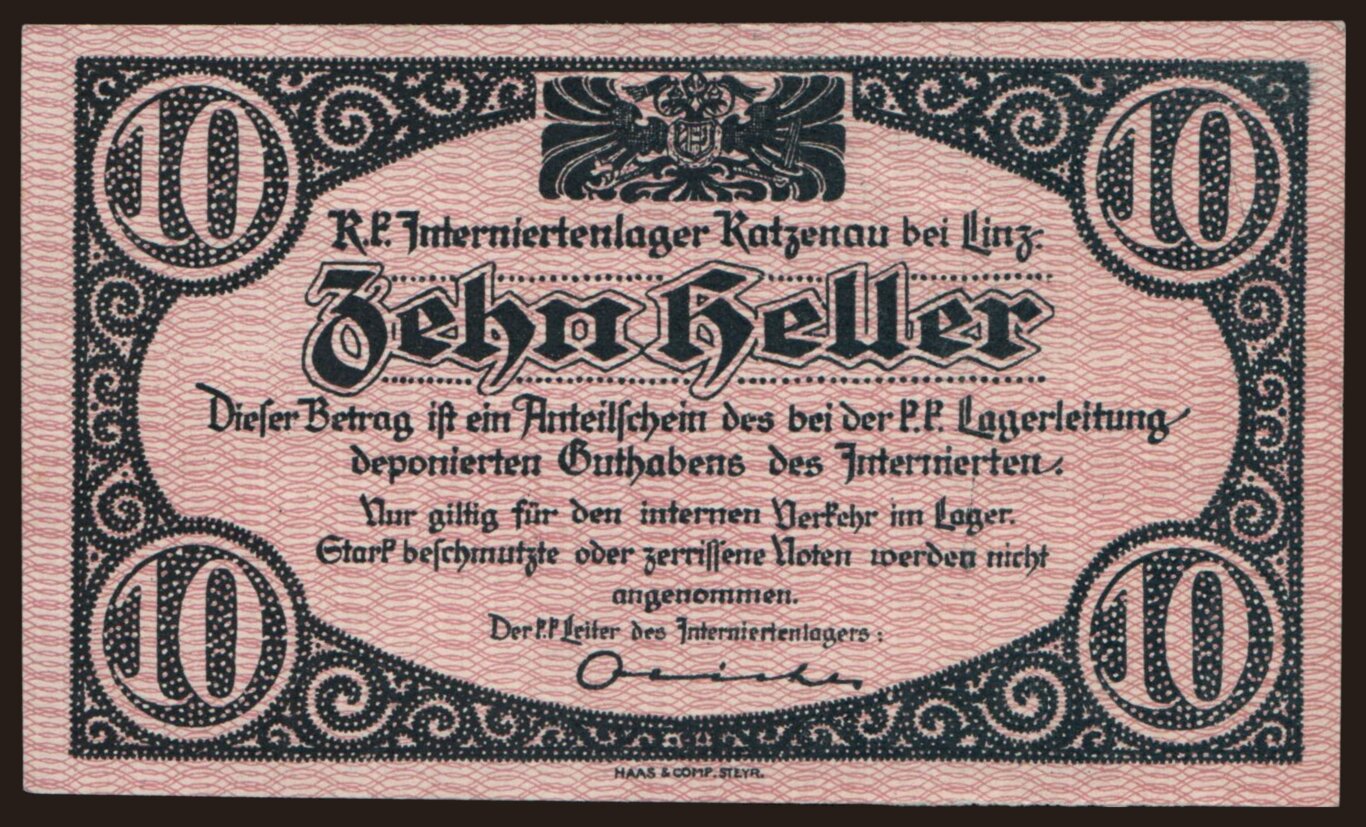 10 10
K.k. Interniertenlager Katzenau bei Linz.
Zehn Heller
Dieser Betrag ist ein Anteilschein des bei der k.k. Lagerleitung
deponierten Guthabens des Internierten.
Nur giltig für den internen Verkehr im Lager.
Stark beschmutzte oder zerrissene Noten werden nicht
angenommen.
Der k.k. Leiter des Interniertenlagers:
10 10
HAAS & COMP. STEYR.